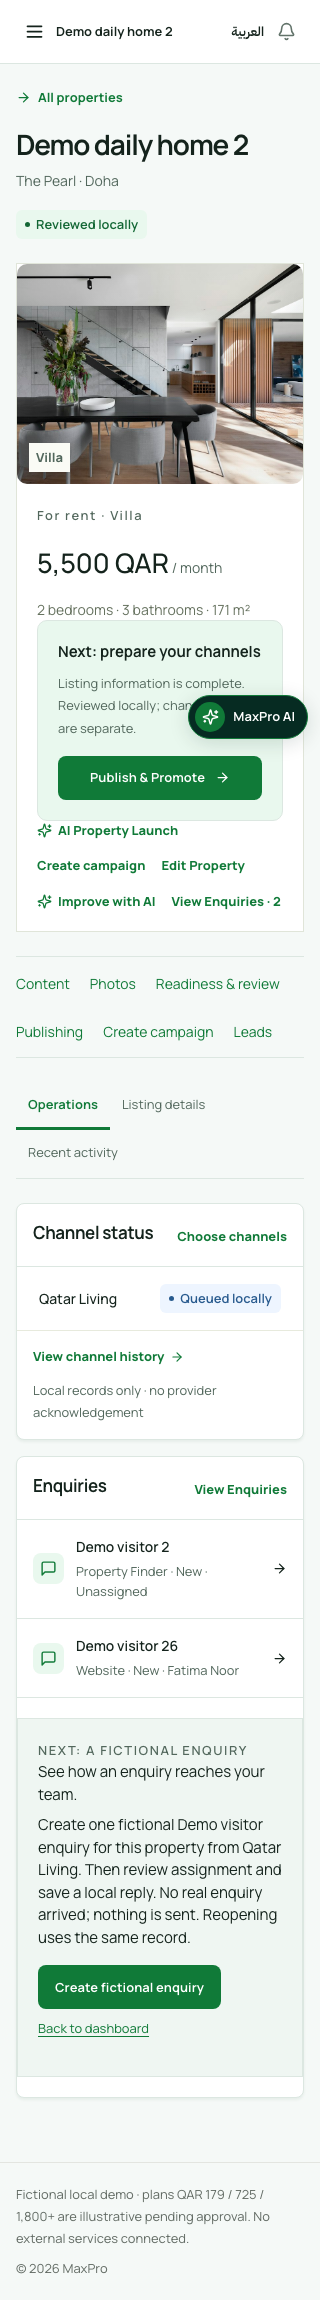 Demo daily home 2
العربية
All properties
Demo daily home 2
The Pearl · Doha
Reviewed locally
Villa
For rent · Villa
5,500 QAR / month
2 bedrooms · 3 bathrooms · 171 m²
Next: prepare your channels
Listing information is complete.
Reviewed locally;
are separate.
MaxPro AI
Publish & Promote
AI Property Launch
Create campaign Edit Property
Improve with AI View Enquiries · 2
Content Photos Readiness & review
Publishing Create campaign Leads
Operations Listing details
Recent activity
Channel status Choose channels
Qatar Living Queued locally
View channel history
Local records only · no provider
acknowledgement
Enquiries View Enquiries
Demo visitor 2
Property Finder · New ·
Unassigned
Demo visitor 26
Website · New · Fatima Noor
NEXT: A FICTIONAL ENQUIRY
See how an enquiry reaches your
team.
Create one fictional Demo visitor
enquiry for this property from Qatar
Living. Then review assignment and
save a local reply. No real enquiry
arrived; nothing is sent. Reopening
uses the same record.
Create fictional enquiry
Back to dashboard
Fictional local demo · plans QAR 179 / 725 /
1,800+ are illustrative pending approval. No
external services connected.
© 2026 MaxPro